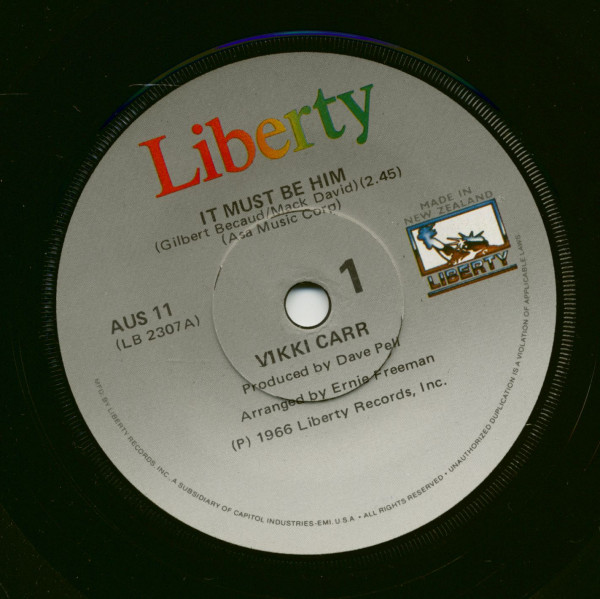 Liberty
IT MUST BE HIM
(Gilbert Becaud/Mack David)(2.45)
(Asa Music Corp)
MADE IN
NEW ZEALAND
LIBERTY
1
AUS 11
(LB 2307A)
VIKKI CARR
Produced by Dave Pell
Arranged by Ernie Freeman
(P) 1966 Liberty Records, Inc.
MFG. BY LIBERTY RECORDS, INC., A SUBSIDIARY OF CAPITOL INDUSTRIES-EMI, U.S.A. • ALL RIGHTS RESERVED • UNAUTHORIZED DUPLICATION IS A VIOLATION OF APPLICABLE LAWS.